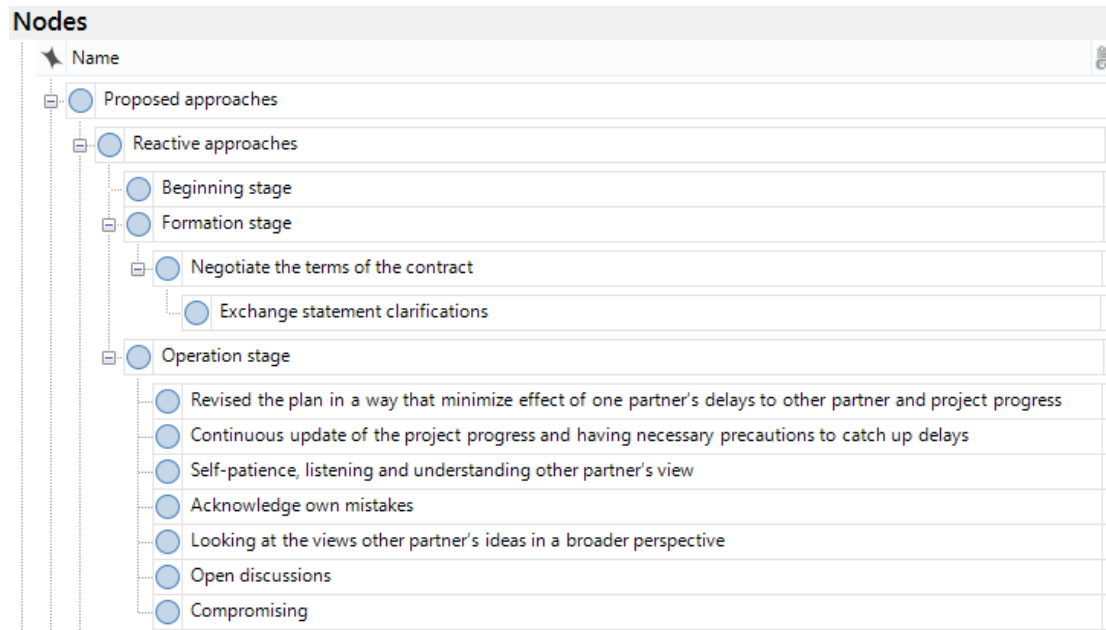 Nodes
Name
Proposed approaches
Reactive approaches
Beginning stage
Formation stage
Negotiate the terms of the contract
Exchange statement clarifications
Operation stage
Revised the plan in a way that minimize effect of one partner's delays to other partner and project progress
Continuous update of the project progress and having necessary precautions to catch up delays
Self-patience, listening and understanding other partner's view
Acknowledge own mistakes
Looking at the views other partner's ideas in a broader perspective
Open discussions
Compromising